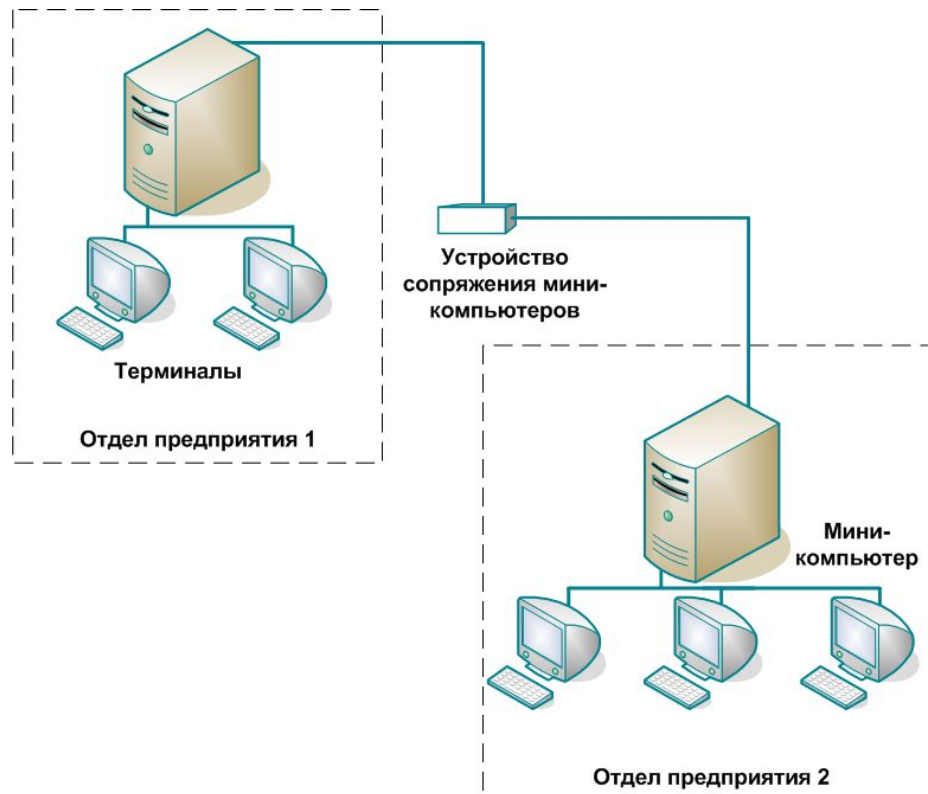 Устройство
сопряжения мини-
компьютеров
Терминалы
Отдел предприятия 1
Мини-
компьютер
Отдел предприятия 2